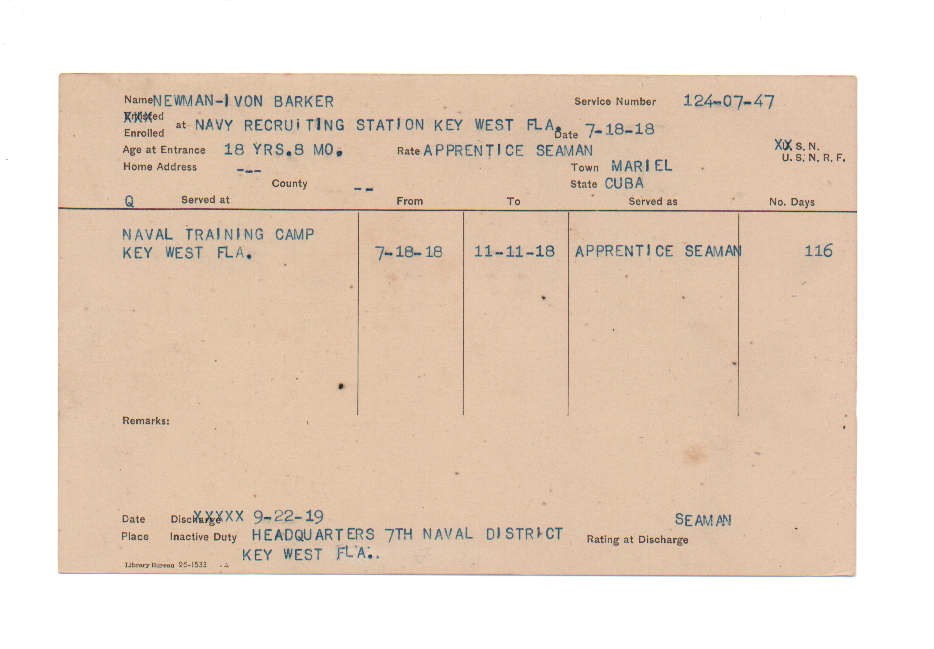 Name NEWMAN-IVON BARKER Service Number 124-07-47
Enlisted
Enrolled at NAVY RECRUITING STATION KEY WEST FLA. Date 7-18-18
Age at Entrance 18 YRS.8 MO. Rate APPRENTICE SEAMAN U. S. N.
U. S. N. R. F.
Home Address --- Town MARIEL
County -- State CUBA
Q Served at From To Served as No. Days
NAVAL TRAINING CAMP
KEY WEST FLA. 7-18-18 11-11-18 APPRENTICE SEAMAN 116
Remarks:
Date Discharge XXXXX 9-22-19 SEAMAN
Place Inactive Duty HEADQUARTERS 7TH NAVAL DISTRICT Rating at Discharge
KEY WEST FLA..
Library Bureau 25-1533